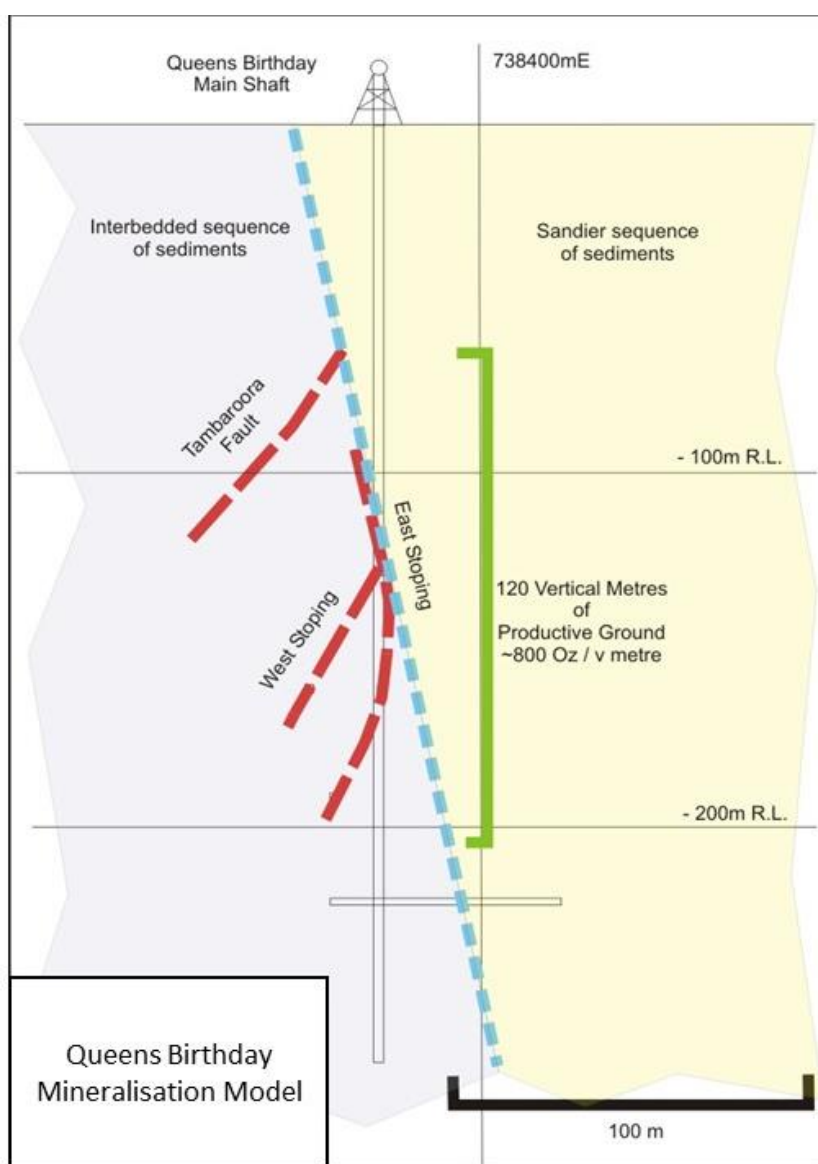 Queens Birthday
Main Shaft
738400mE
Interbedded sequence
of sediments
Sandier sequence
of sediments
Tambaroora
Fault
- 100m R.L.
East Stoping
West Stoping
120 Vertical Metres
of
Productive Ground
~800 Oz / v metre
- 200m R.L.
Queens Birthday
Mineralisation Model
100 m